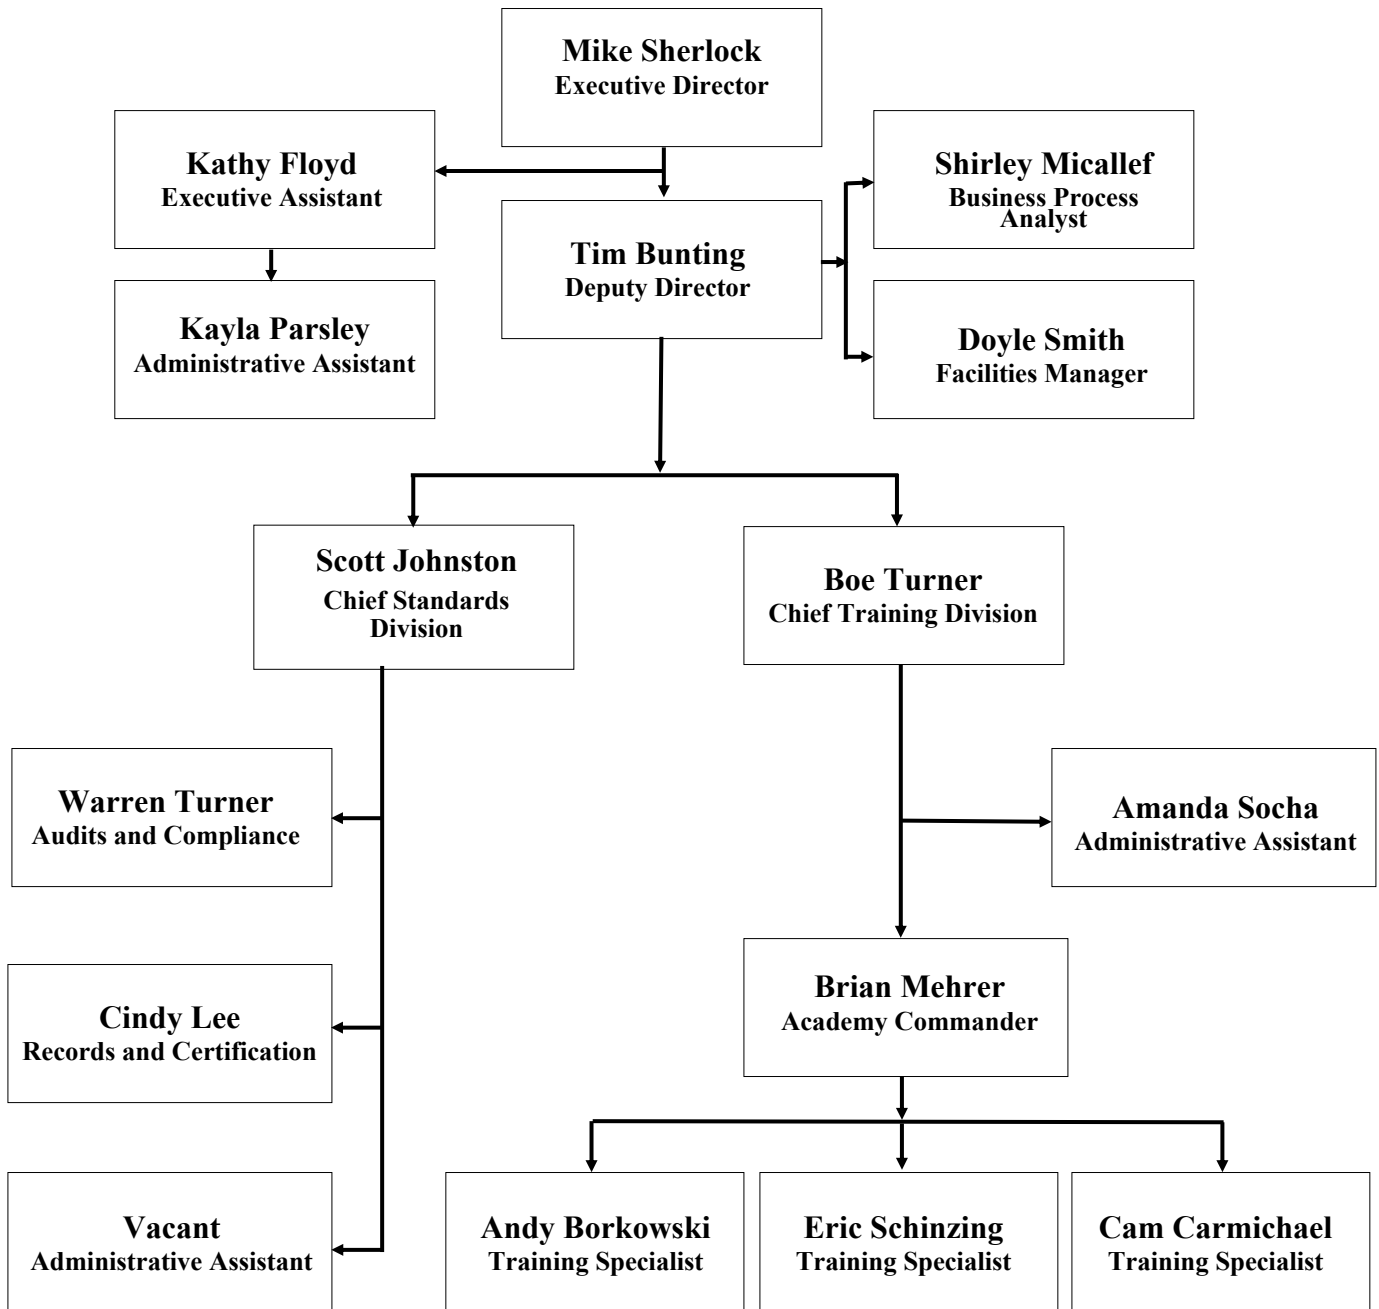 Mike Sherlock
Executive Director
Kathy Floyd
Executive Assistant
Shirley Micallef
Business Process
Analyst
Tim Bunting
Deputy Director
Kayla Parsley
Administrative Assistant
Doyle Smith
Facilities Manager
Scott Johnston
Chief Standards
Division
Boe Turner
Chief Training Division
Warren Turner
Audits and Compliance
Amanda Socha
Administrative Assistant
Cindy Lee
Records and Certification
Brian Mehrer
Academy Commander
Vacant
Administrative Assistant
Andy Borkowski
Training Specialist
Eric Schinzing
Training Specialist
Cam Carmichael
Training Specialist